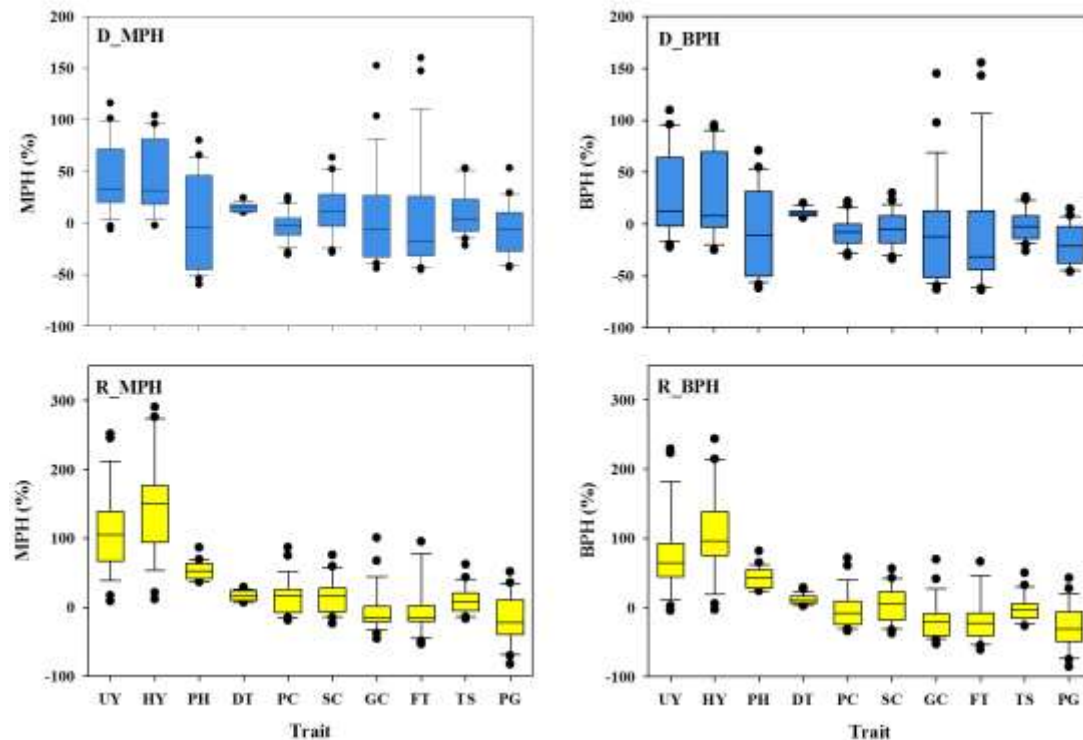 D_MPH
MPH (%)
200
150
100
50
0
-50
-100
D_BPH
BPH (%)
200
150
100
50
0
-50
-100
R_MPH
MPH (%)
300
200
100
0
-100
UY HY PH DT PC SC GC FT TS PG
Trait
R_BPH
BPH (%)
300
200
100
0
-100
UY HY PH DT PC SC GC FT TS PG
Trait